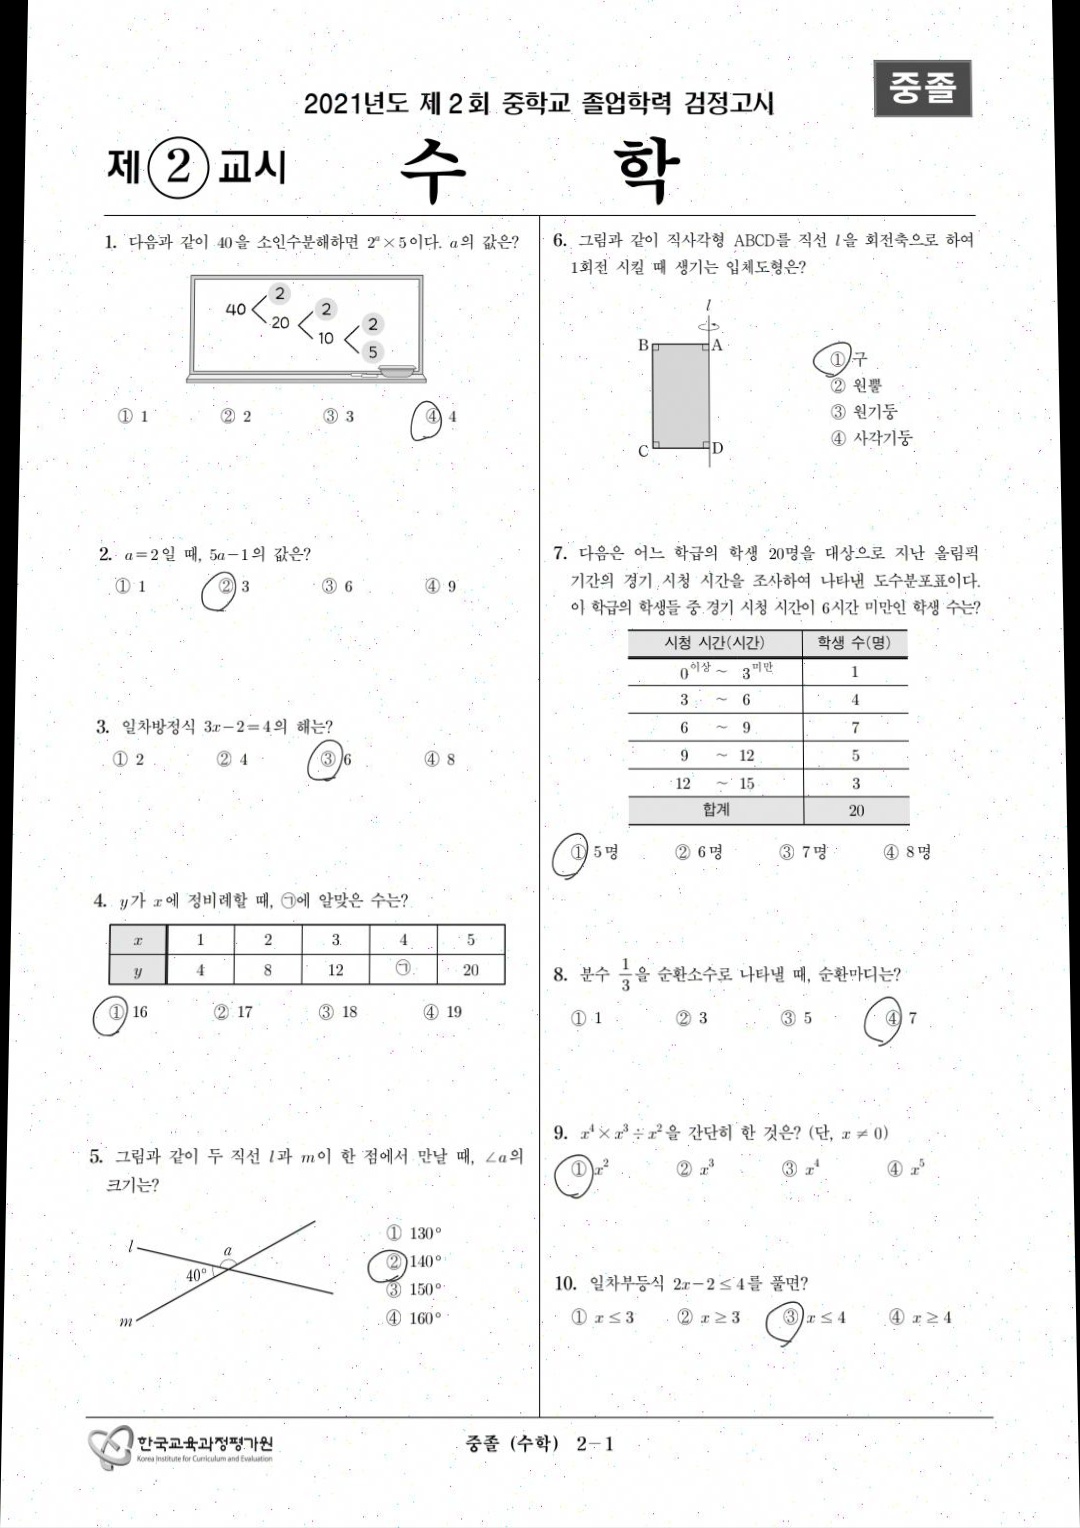 중졸
2021년도 제 2 회 중학교 졸업학력 검정고시
제 2 교시 수 학
1. 다음과 같이 40을 소인수분해하면 2ᵃ×5이다. a의 값은?
40 2
20 2
10 2
5
① 1 ② 2 ③ 3 ④ 4
2. a=2일 때, 5a-1의 값은?
① 1 ② 3 ③ 6 ④ 9
3. 일차방정식 3x-2=4의 해는?
① 2 ② 4 ③ 6 ④ 8
4. y가 x에 정비례할 때, ㉠에 알맞은 수는?
x 1 2 3 4 5
y 4 8 12 ㉠ 20
① 16 ② 17 ③ 18 ④ 19
5. 그림과 같이 두 직선 l과 m이 한 점에서 만날 때, ∠a의
크기는?
l a
40°
m
① 130°
② 140°
③ 150°
④ 160°
6. 그림과 같이 직사각형 ABCD를 직선 l을 회전축으로 하여
1회전 시킬 때 생기는 입체도형은?
l
B A
C D
① 구
② 원뿔
③ 원기둥
④ 사각기둥
7. 다음은 어느 학급의 학생 20명을 대상으로 지난 올림픽
기간의 경기 시청 시간을 조사하여 나타낸 도수분포표이다.
이 학급의 학생들 중 경기 시청 시간이 6시간 미만인 학생 수는?
시청 시간(시간) 학생 수(명)
0이상 ~ 3미만 1
3 ~ 6 4
6 ~ 9 7
9 ~ 12 5
12 ~ 15 3
합계 20
① 5명 ② 6명 ③ 7명 ④ 8명
8. 분수 1/3을 순환소수로 나타낼 때, 순환마디는?
① 1 ② 3 ③ 5 ④ 7
9. x⁴×x³÷x²을 간단히 한 것은? (단, x ≠ 0)
① x² ② x³ ③ x⁴ ④ x⁵
10. 일차부등식 2x-2≤4를 풀면?
① x≤3 ② x≥3 ③ x≤4 ④ x≥4
한국교육과정평가원
Korea Institute for Curriculum and Evaluation
중졸 (수학) 2-1